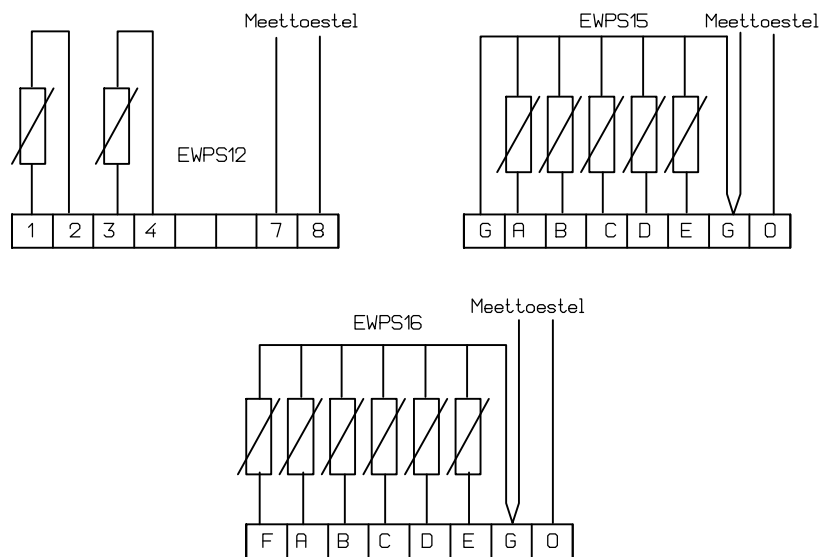 Meettoestel
EWPS12
1 2 3 4 7 8
EWPS15
Meettoestel
G A B C D E G O
EWPS16
Meettoestel
F A B C D E G O